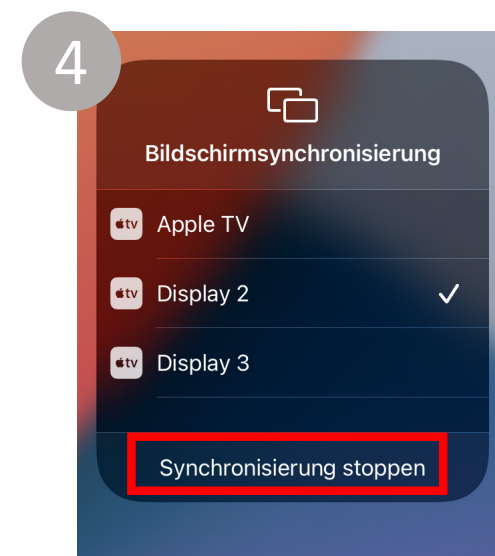 4
Bildschirmsynchronisierung
tv Apple TV
tv Display 2
tv Display 3
Synchronisierung stoppen